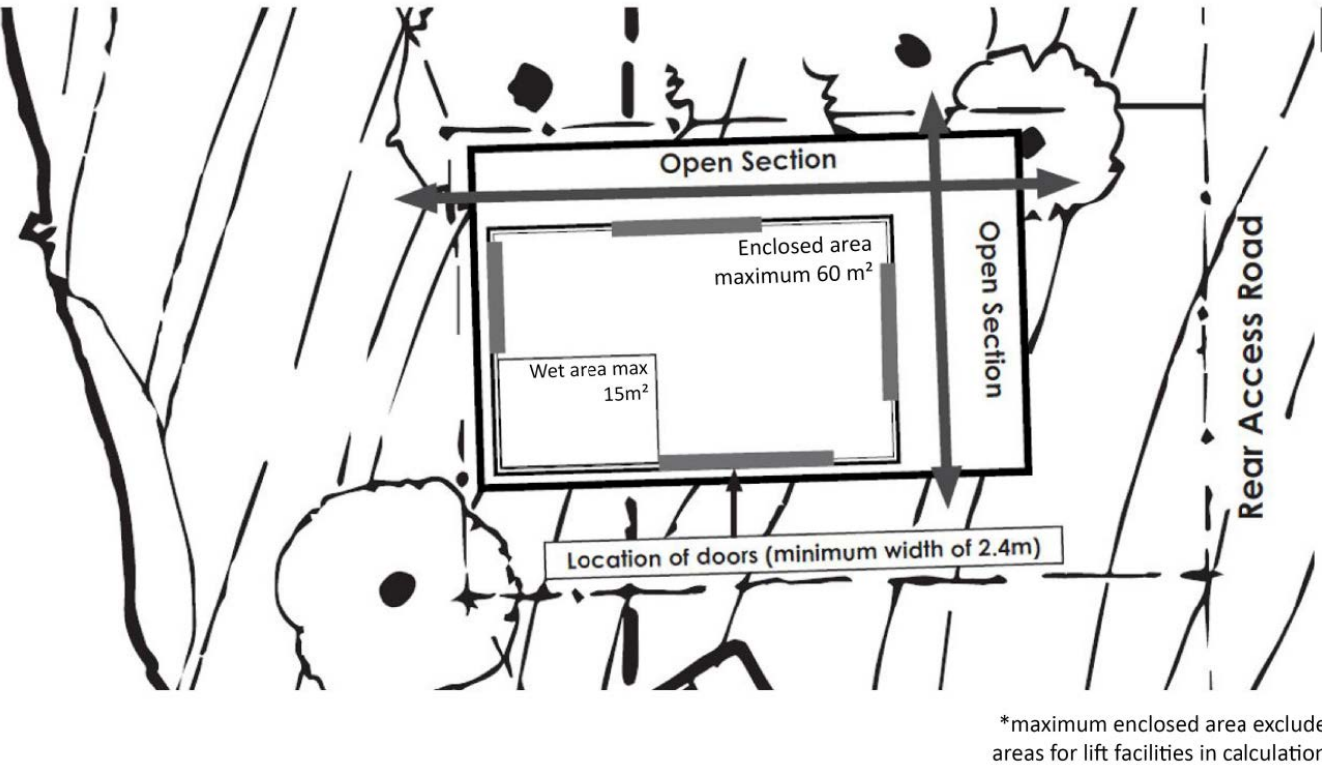 Open Section
Enclosed area
maximum 60 m²
Open Section
Wet area max
15m²
Rear Access Road
Location of doors (minimum width of 2.4m)
*maximum enclosed area exclude
areas for lift facilities in calculation